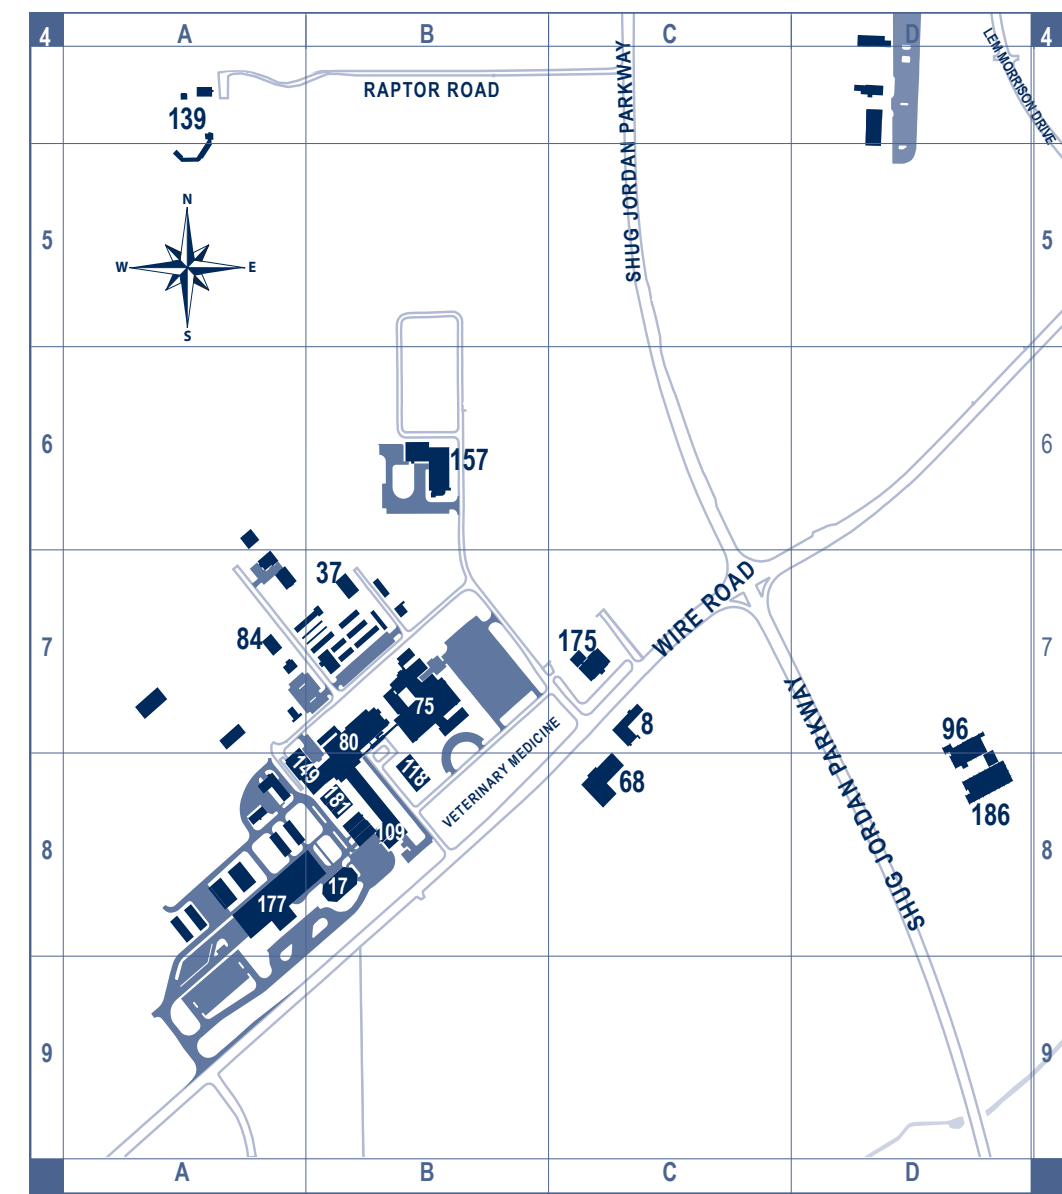 4
A
B
C
D
4
RAPTOR ROAD
SHUG JORDAN PARKWAY
LEM MORRISON DRIVE
139
N
W
E
S
5
5
6
6
157
37
84
7
7
175
WIRE ROAD
75
80
8
149
118
VETERINARY MEDICINE
68
181
109
SHUG JORDAN PARKWAY
96
186
8
8
17
177
9
9
A
B
C
D